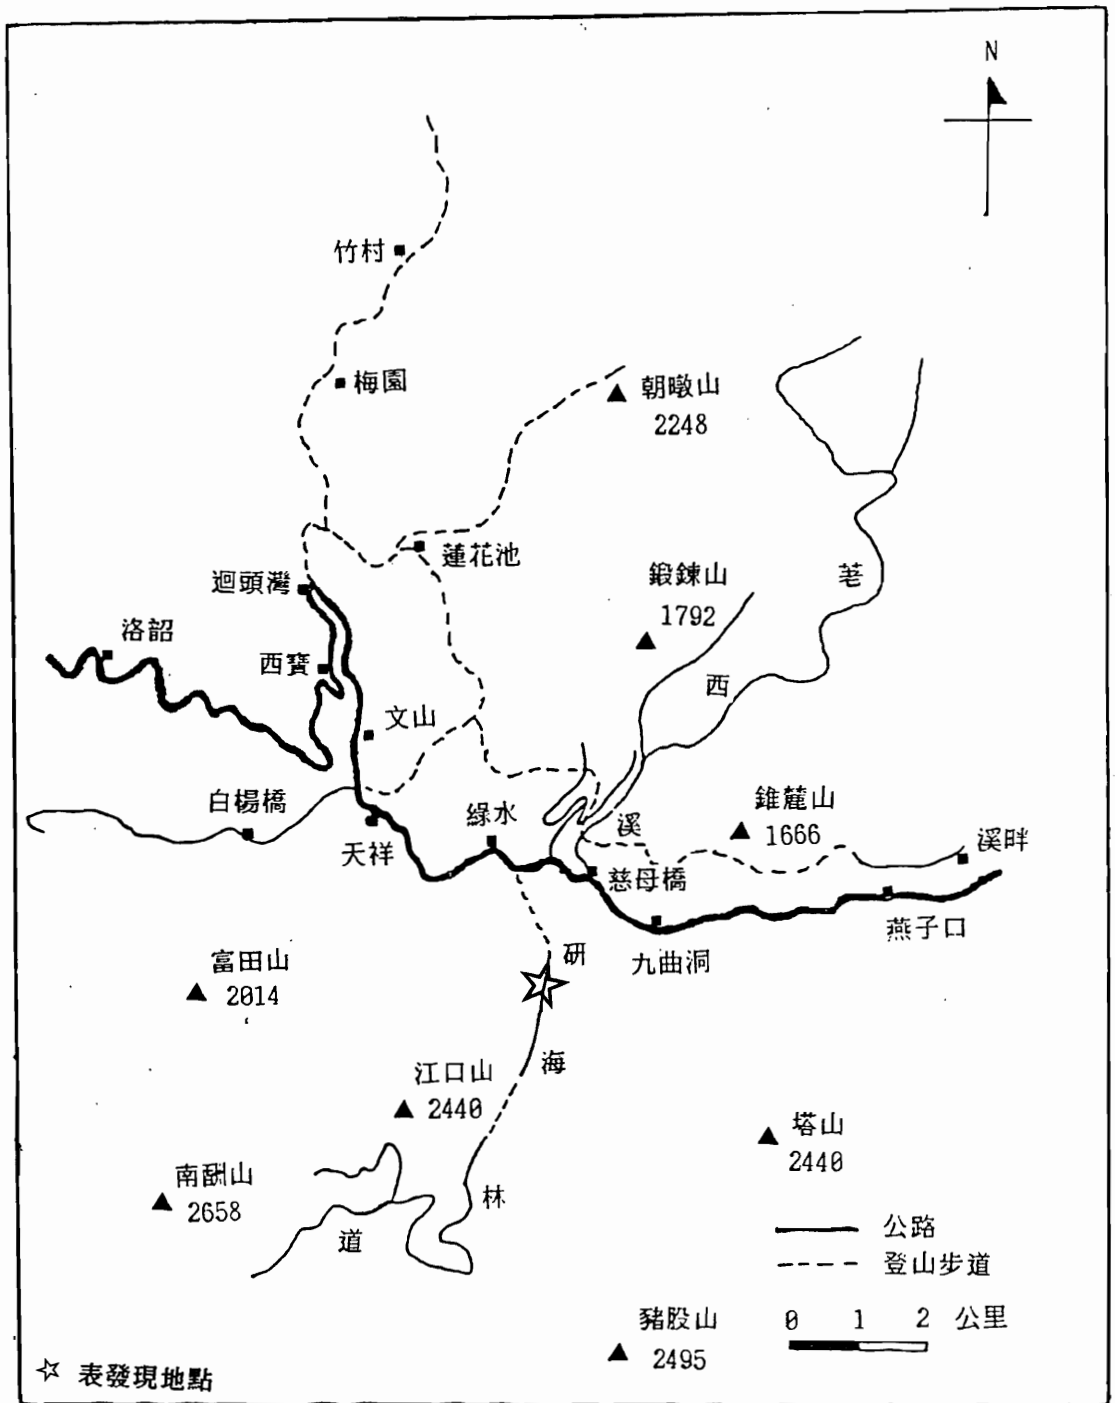 N
竹村
梅園
朝暾山
2248
蓮花池
迴頭灣
鍛鍊山
1792
荖
西
溪
洛韶
西寶
文山
白楊橋
天祥
綠水
錐麓山
1666
溪畔
慈母橋
燕子口
九曲洞
研
海
林
道
富田山
2014
江口山
2440
塔山
2440
南湖山
2658
公路
登山步道
豬股山
2495
0 1 2 公里
☆ 表發現地點